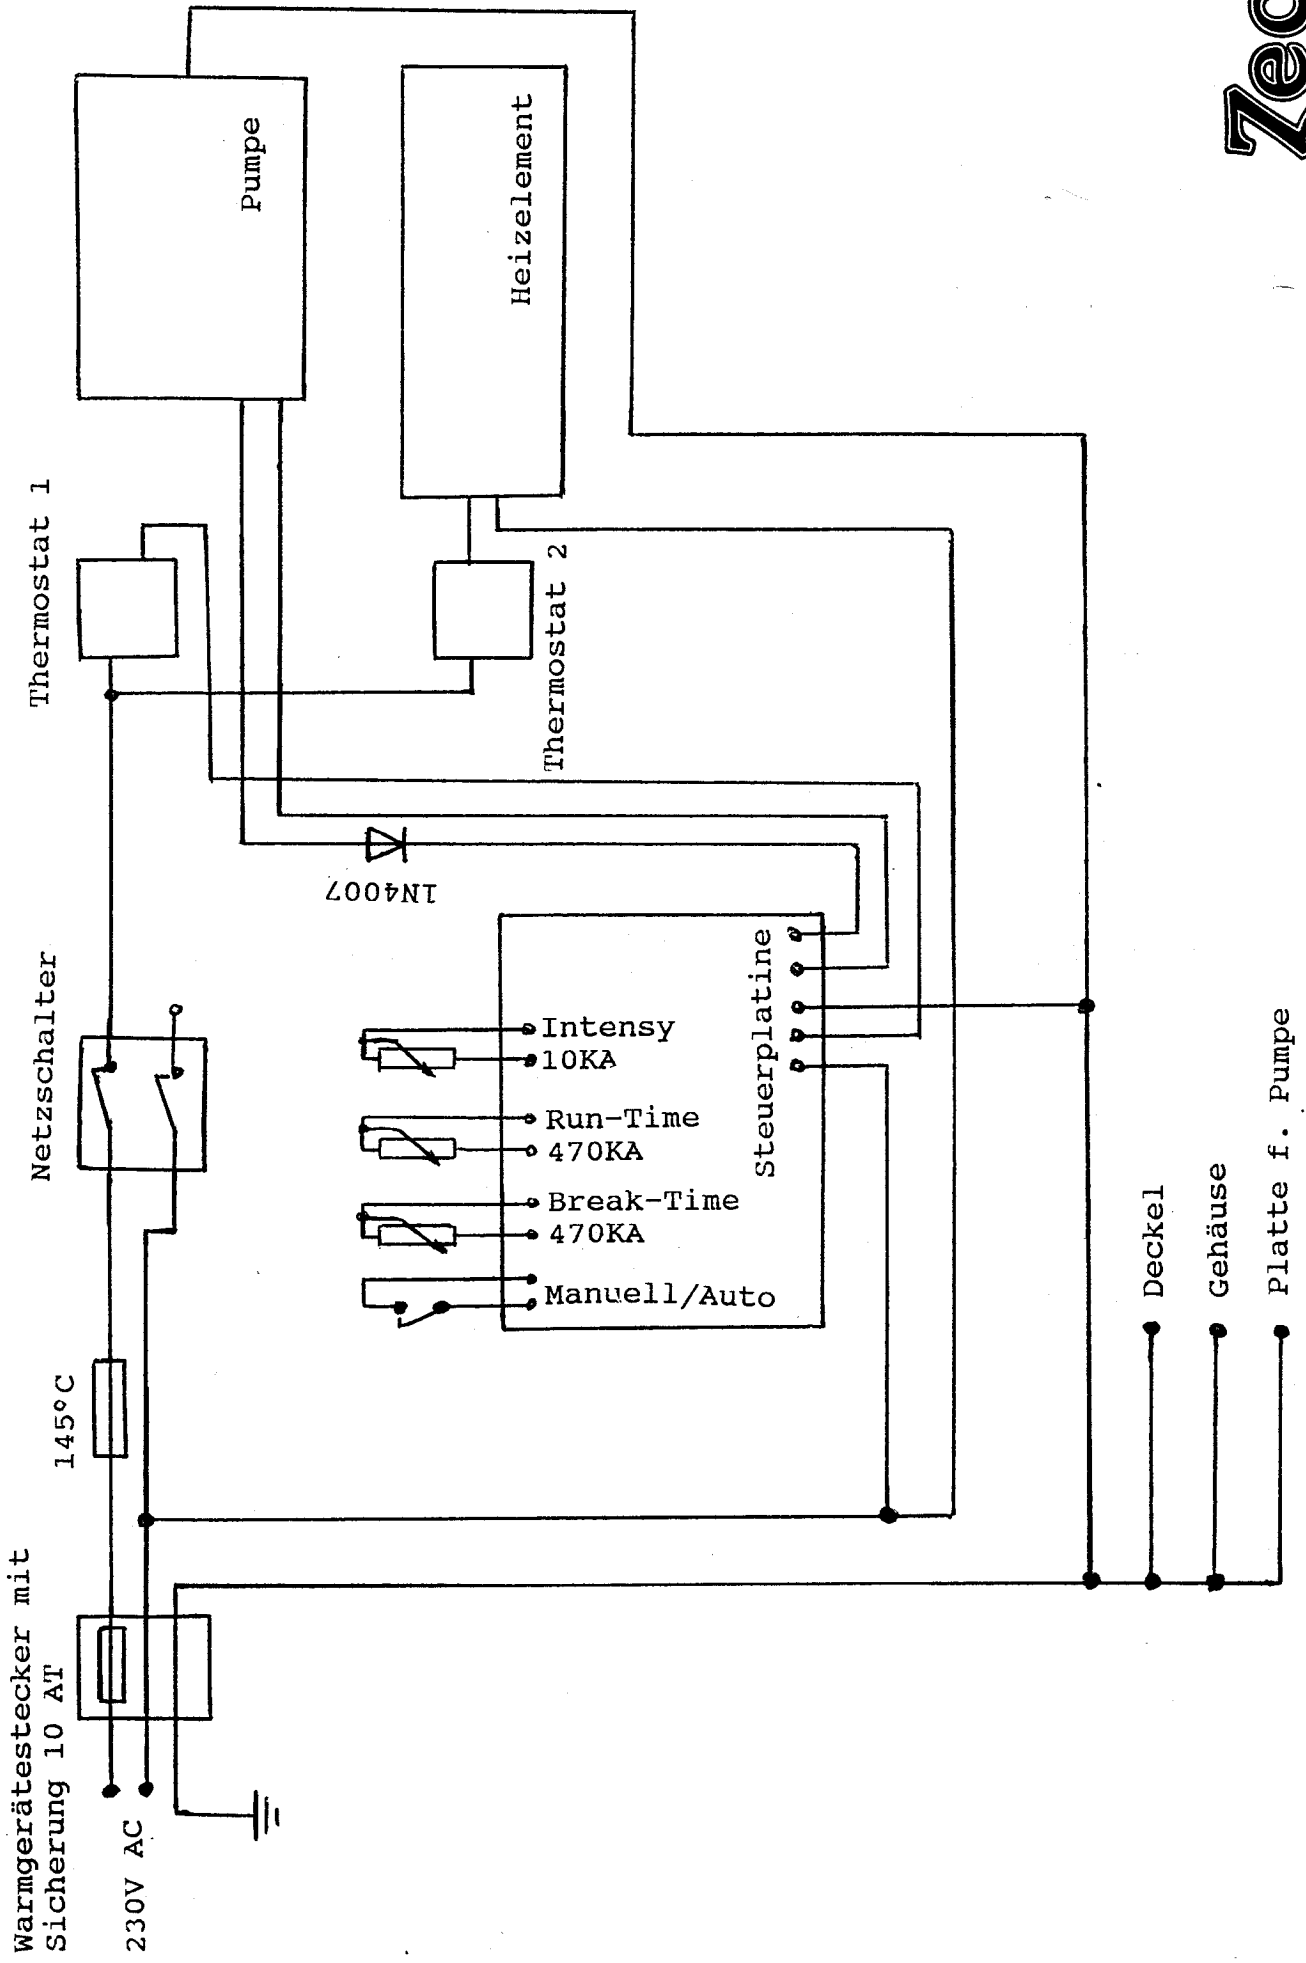 Warmgerätestecker mit
Sicherung 10 AT
230V AC
145°C
Netzschalter
Thermostat 1
Pumpe
Heizelement
Thermostat 2
1N4007
Intensy
10KA
Run-Time
470KA
Break-Time
470KA
Manuell/Auto
Steuerplatine
Deckel
Gehäuse
Platte f. Pumpe